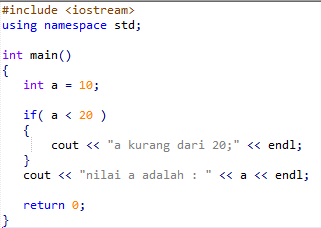 #include <iostream>
using namespace std;
int main()
{
int a = 10;
if( a < 20 )
{
cout << "a kurang dari 20;" << endl;
}
cout << "nilai a adalah : " << a << endl;
return 0;
}